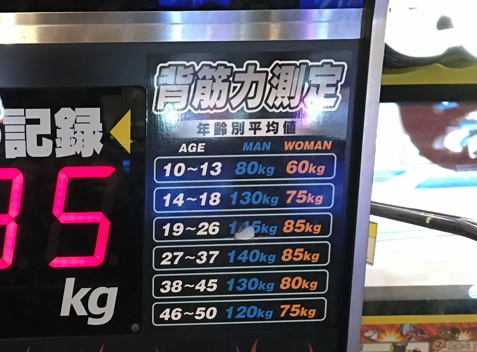 背筋力測定
年齢別平均値
AGE MAN WOMAN
10~13 80kg 60kg
14~18 130kg 75kg
19~26 85kg
27~37 140kg 85kg
38~45 130kg 80kg
46~50 120kg 75kg
記録
35
kg